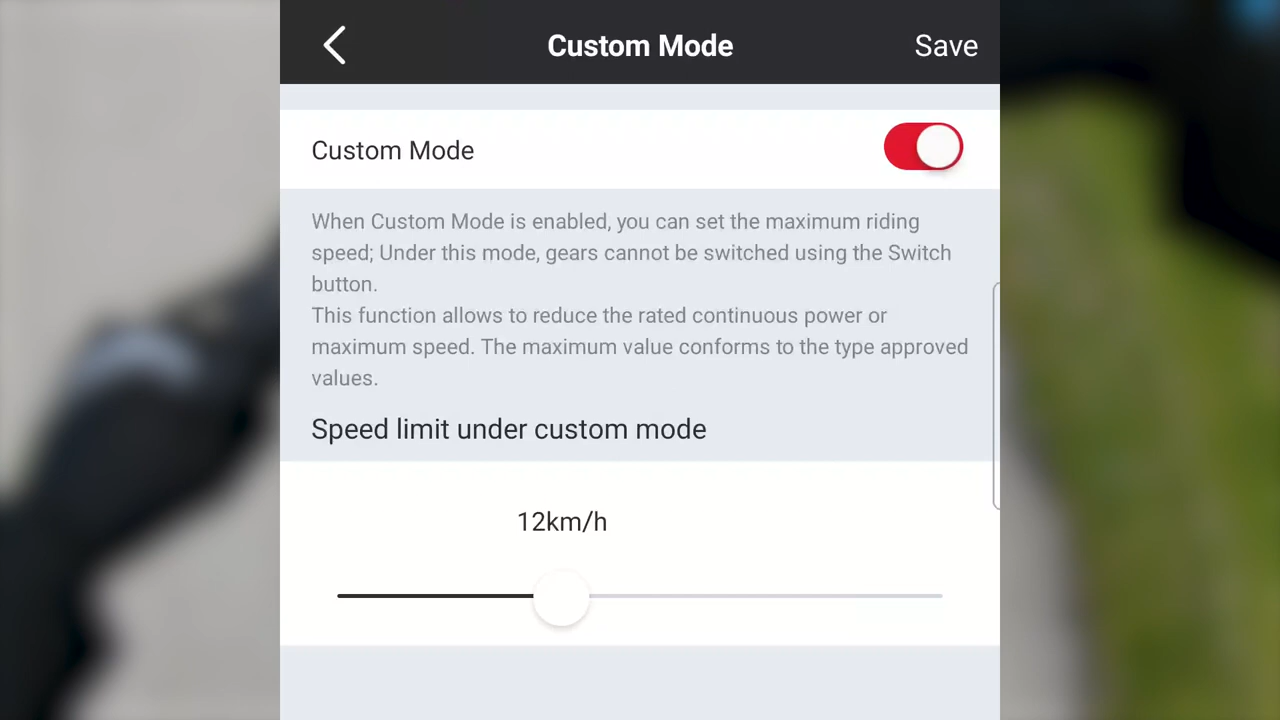 Custom Mode
Save
Custom Mode
When Custom Mode is enabled, you can set the maximum riding
speed; Under this mode, gears cannot be switched using the Switch
button.
This function allows to reduce the rated continuous power or
maximum speed. The maximum value conforms to the type approved
values.
Speed limit under custom mode
12km/h